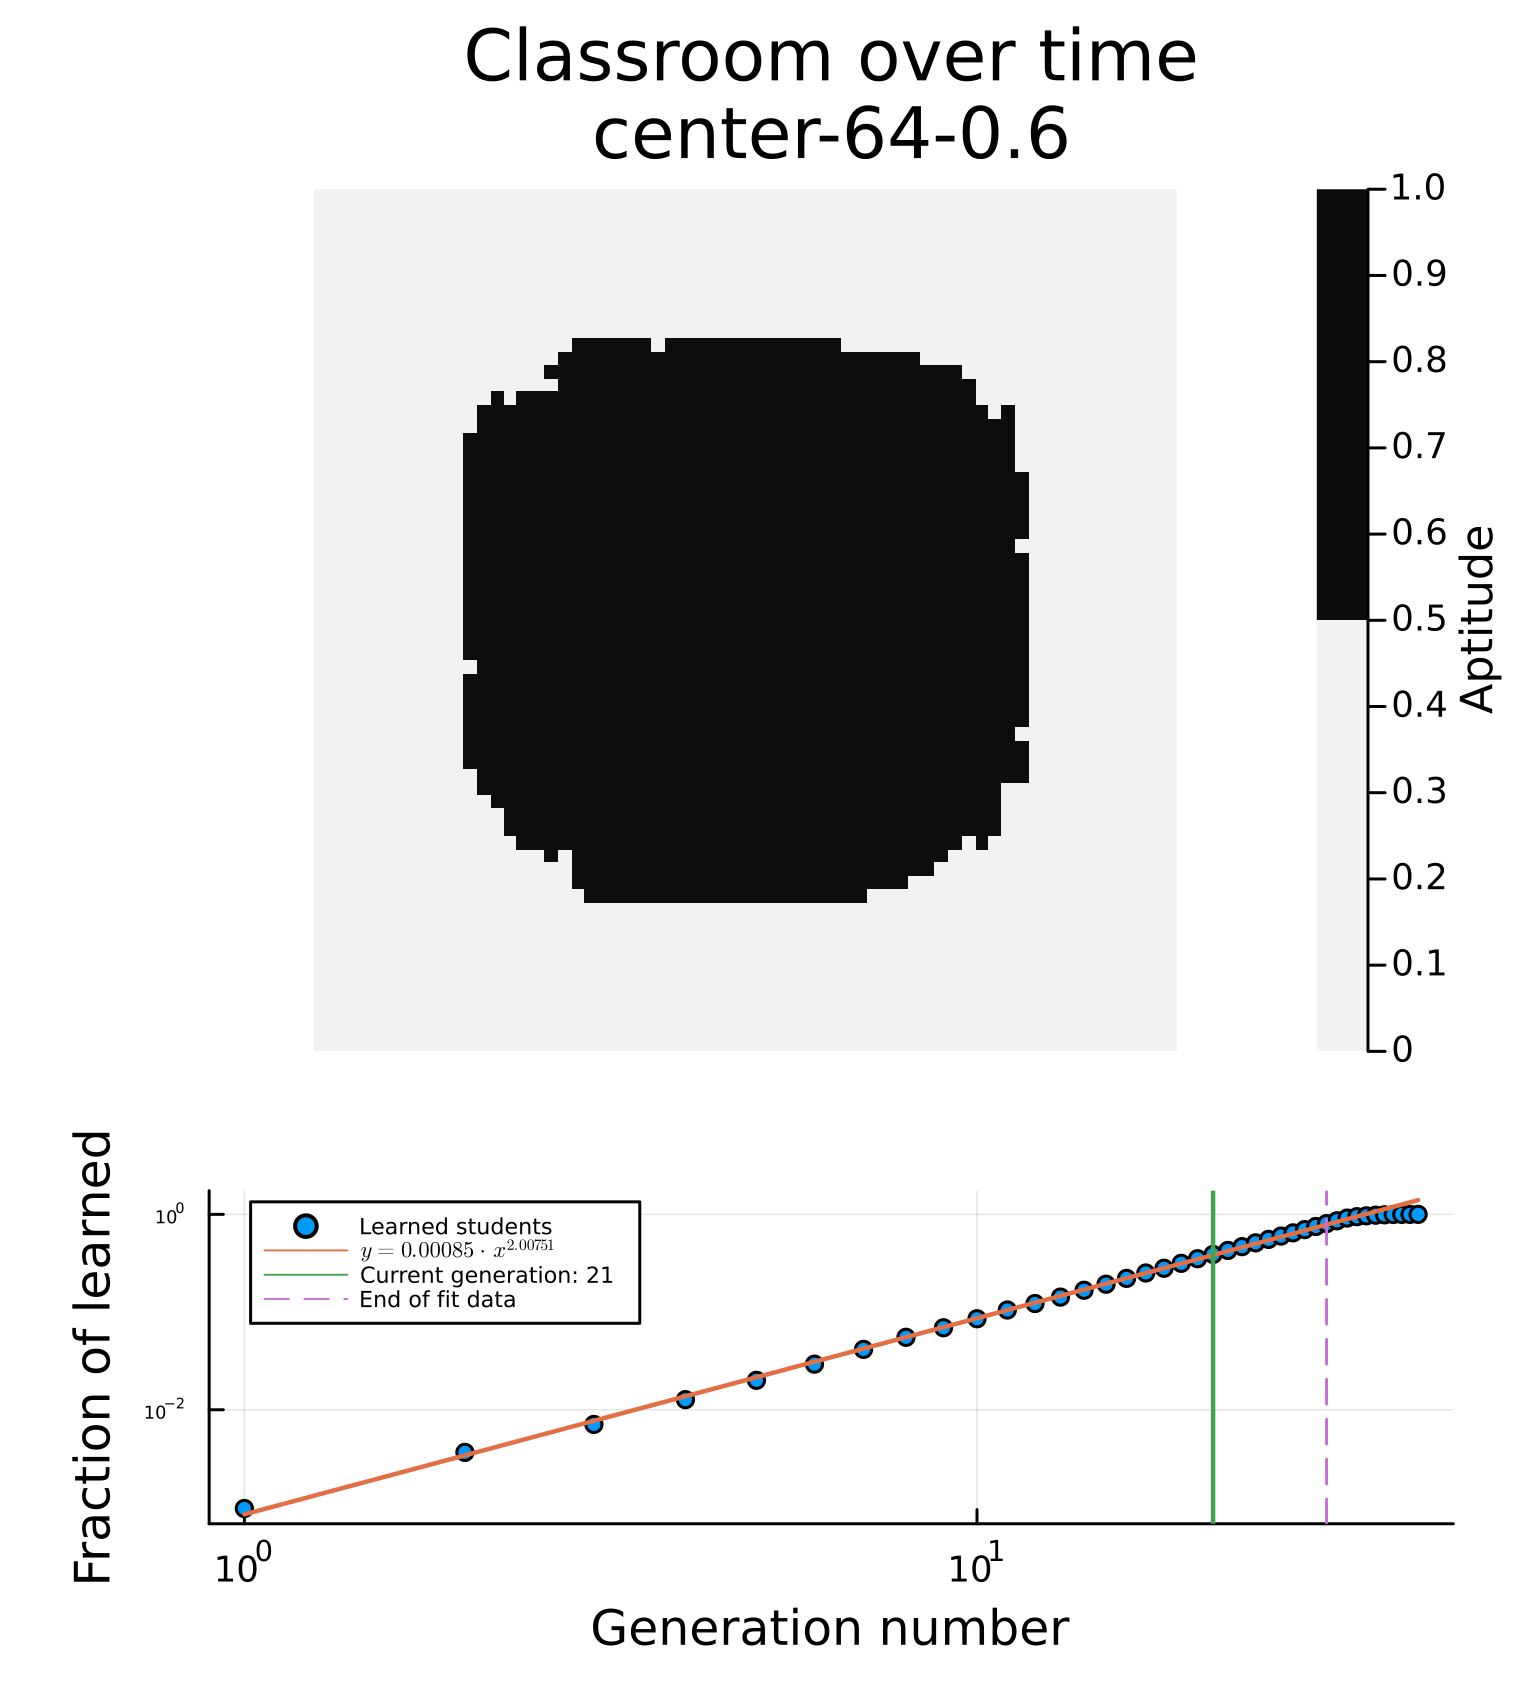 Classroom over time
center-64-0.6
1.0
0.9
0.8
0.7
0.6
0.5
0.4
0.3
0.2
0.1
0
Aptitude
Fraction of learned
10⁰
10⁻²
Learned students
y = 0.00085 · x^2.00751
Current generation: 21
End of fit data
10⁰
10¹
Generation number